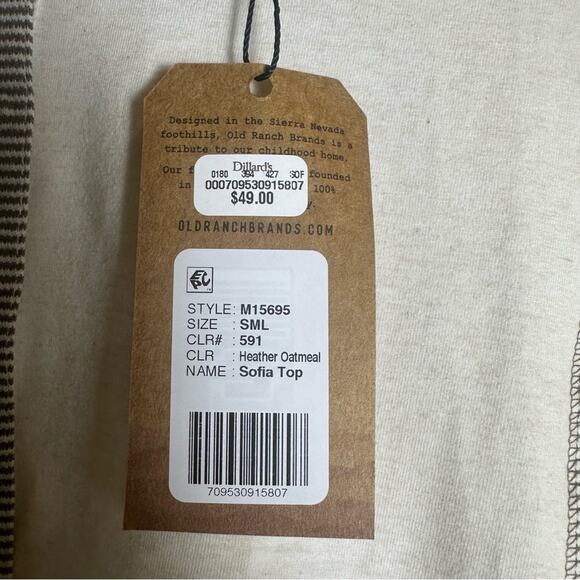 Designed in the Sierra Nevada
foothills, Old Ranch Brands is a
tribute to our childhood home.
Our founded
in 100%
Dillard's
0180 394 427 SOF
000709530915807
$49.00
OLDRANCHBRANDS.COM
STYLE: M15695
SIZE : SML
CLR# : 591
CLR : Heather Oatmeal
NAME : Sofia Top
709530915807